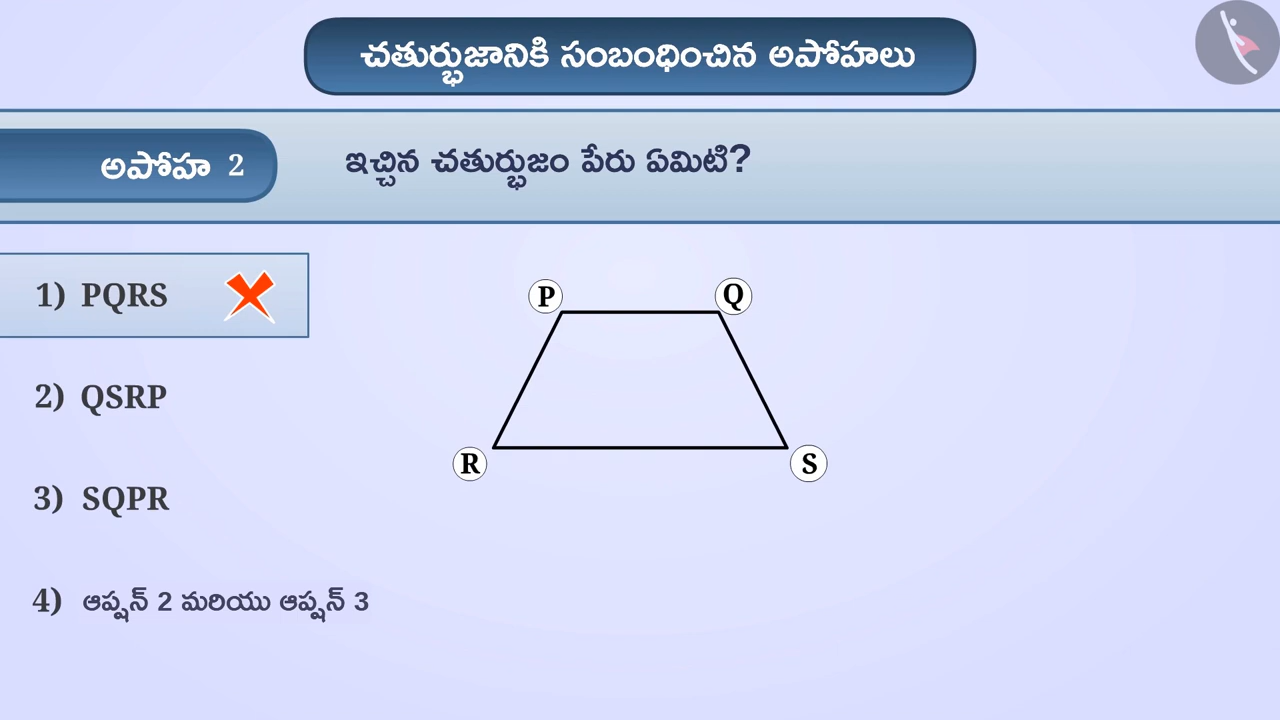 చతుర్భుజానికి సంబంధించిన అపోహలు
అపోహ 2
ఇచ్చిన చతుర్భుజం పేరు ఏమిటి?
1) PQRS
2) QSRP
3) SQPR
4) ఆప్షన్ 2 మరియు ఆప్షన్ 3
P
Q
R
S